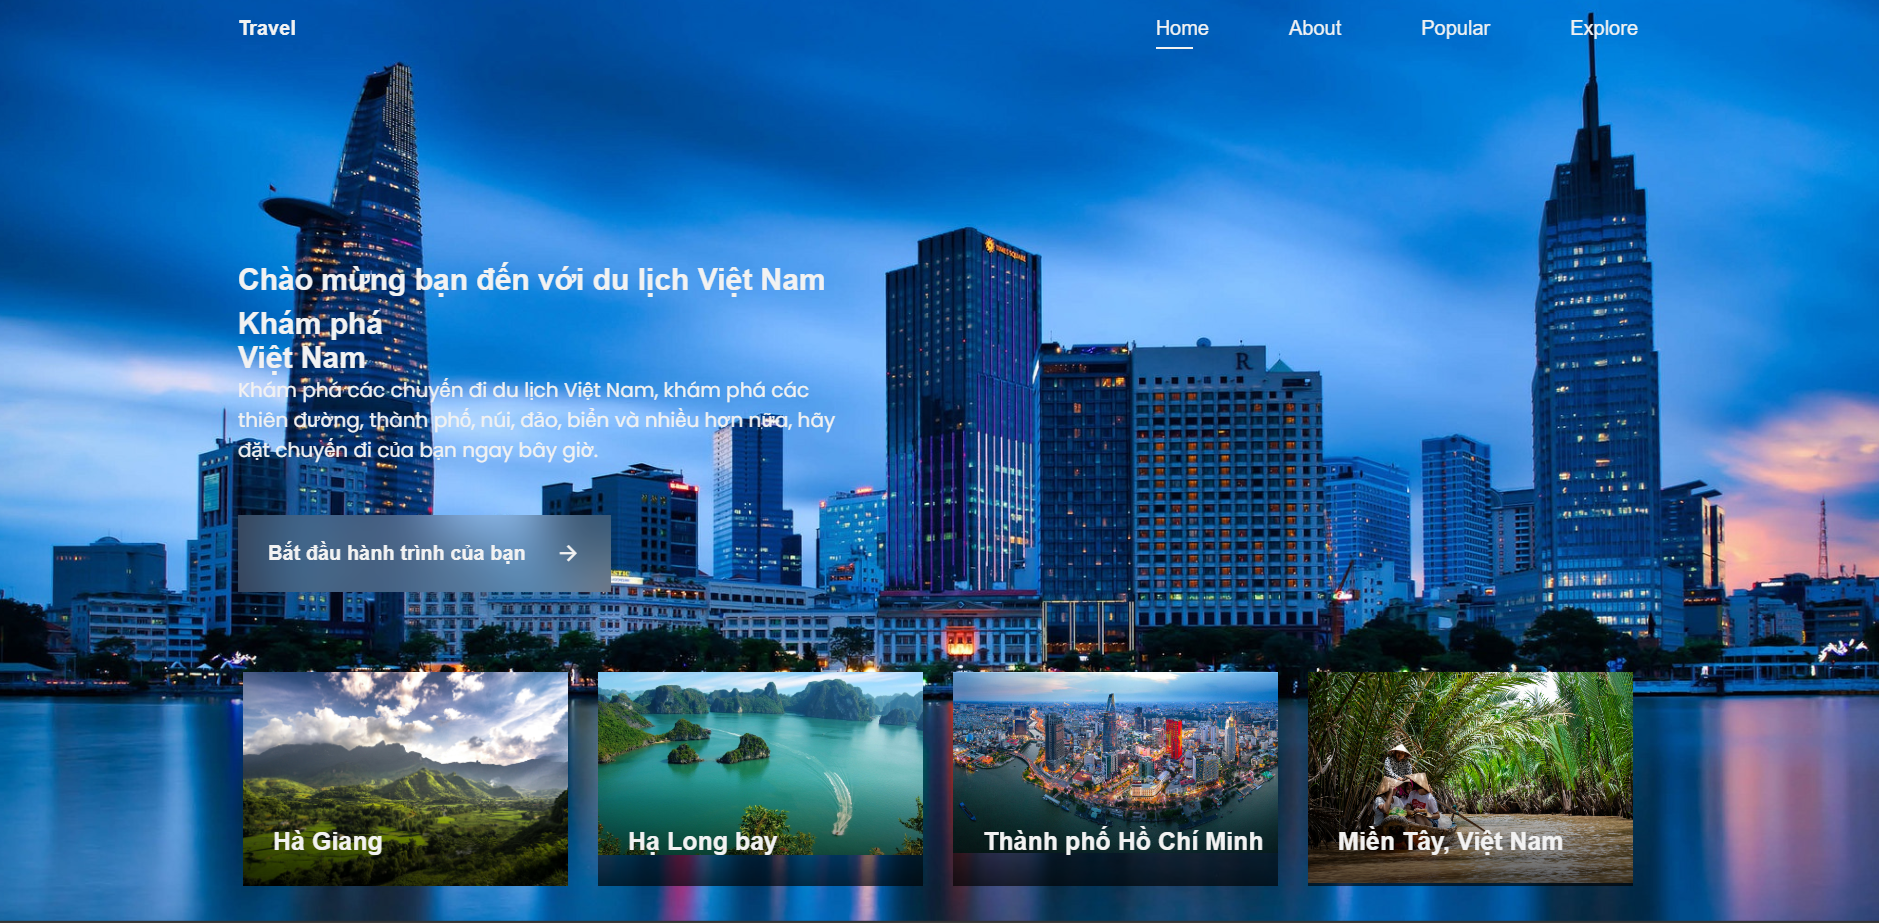 Travel
Home
About
Popular
Explore
TIMES SQUARE
R
Chào mừng bạn đến với du lịch Việt Nam
Khám phá
Việt Nam
Khám phá các chuyến đi du lịch Việt Nam, khám phá các
thiên đường, thành phố, núi, đảo, biển và nhiều hơn nữa, hãy
đặt chuyến đi của bạn ngay bây giờ.
Bắt đầu hành trình của bạn
Hà Giang
Hạ Long bay
Thành phố Hồ Chí Minh
Miền Tây, Việt Nam